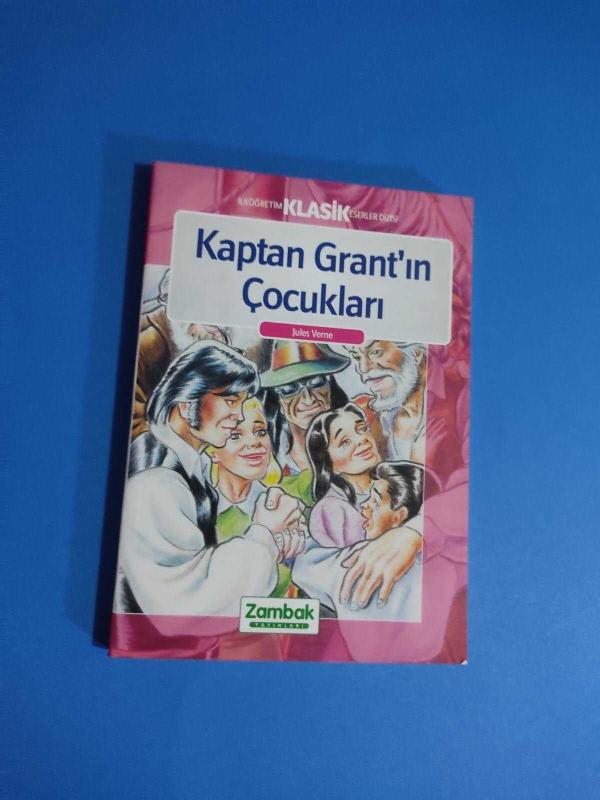 İLKÖĞRETİM KLASİK ESERLER DİZİSİ
Kaptan Grant'ın
Çocukları
Jules Verne
Zambak
YAYINLARI